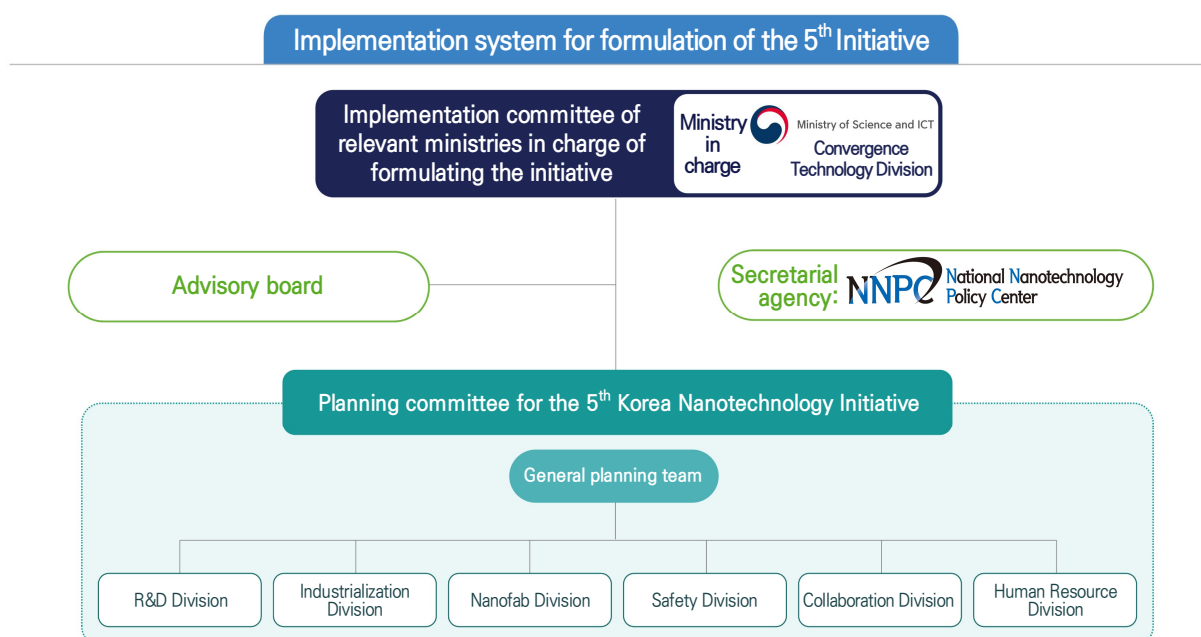 Implementation system for formulation of the 5th Initiative
Implementation committee of
relevant ministries in charge of
formulating the initiative
Ministry
in
charge
Ministry of Science and ICT
Convergence
Technology Division
Advisory board
Secretarial
agency:
NNPC
National Nanotechnology
Policy Center
Planning committee for the 5th Korea Nanotechnology Initiative
General planning team
R&D Division
Industrialization
Division
Nanofab Division
Safety Division
Collaboration Division
Human Resource
Division